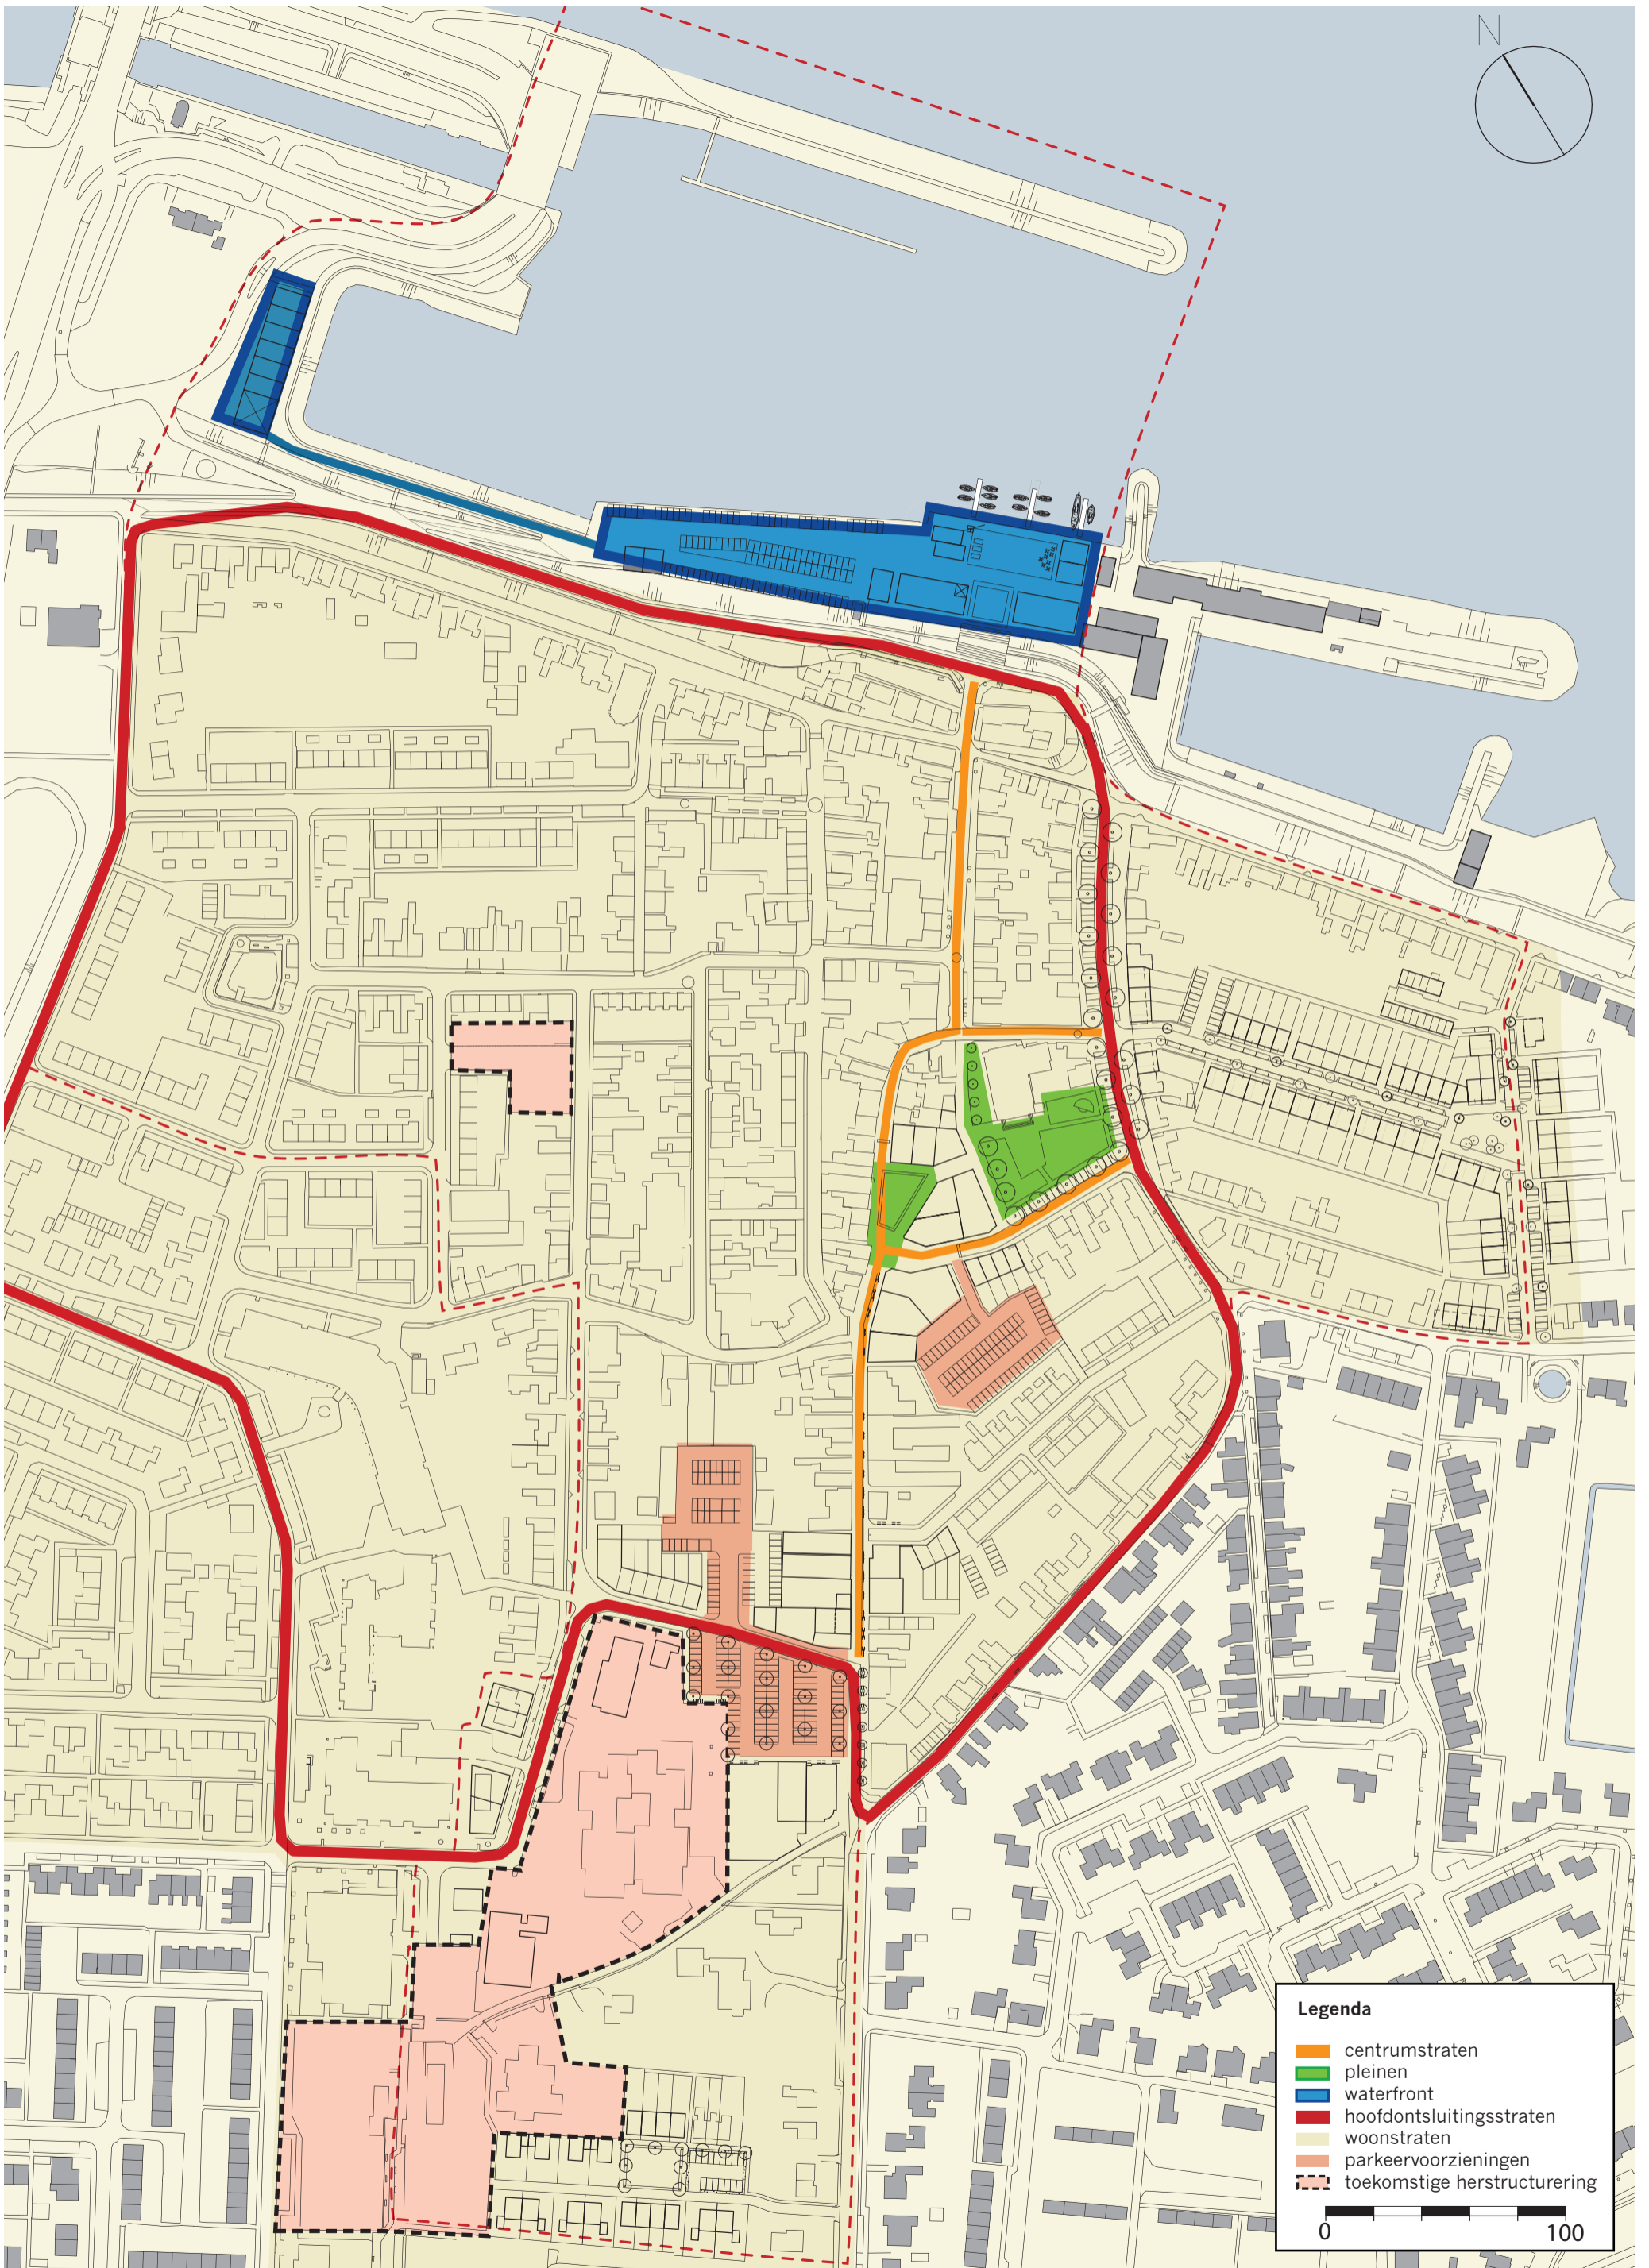 N
Legenda
centrumstraten
pleinen
waterfront
hoofdontsluitingsstraten
woonstraten
parkeervoorzieningen
toekomstige herstructurering
0 100